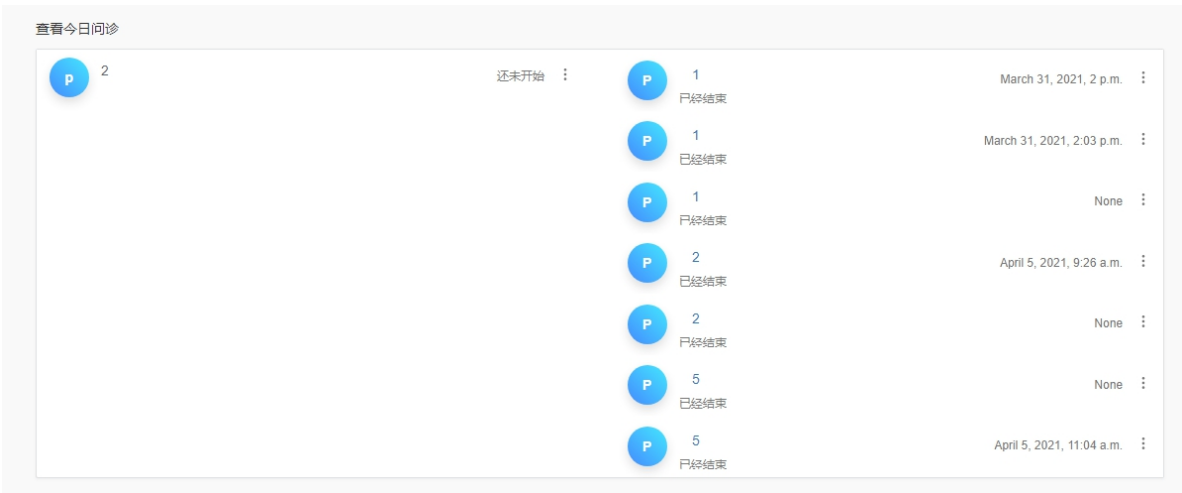 查看今日问诊
p 2 还未开始
P 1 March 31, 2021, 2 p.m.
已经结束
P 1 March 31, 2021, 2:03 p.m.
已经结束
P 1 None
已经结束
P 2 April 5, 2021, 9:26 a.m.
已经结束
P 2 None
已经结束
P 5 None
已经结束
P 5 April 5, 2021, 11:04 a.m.
已经结束